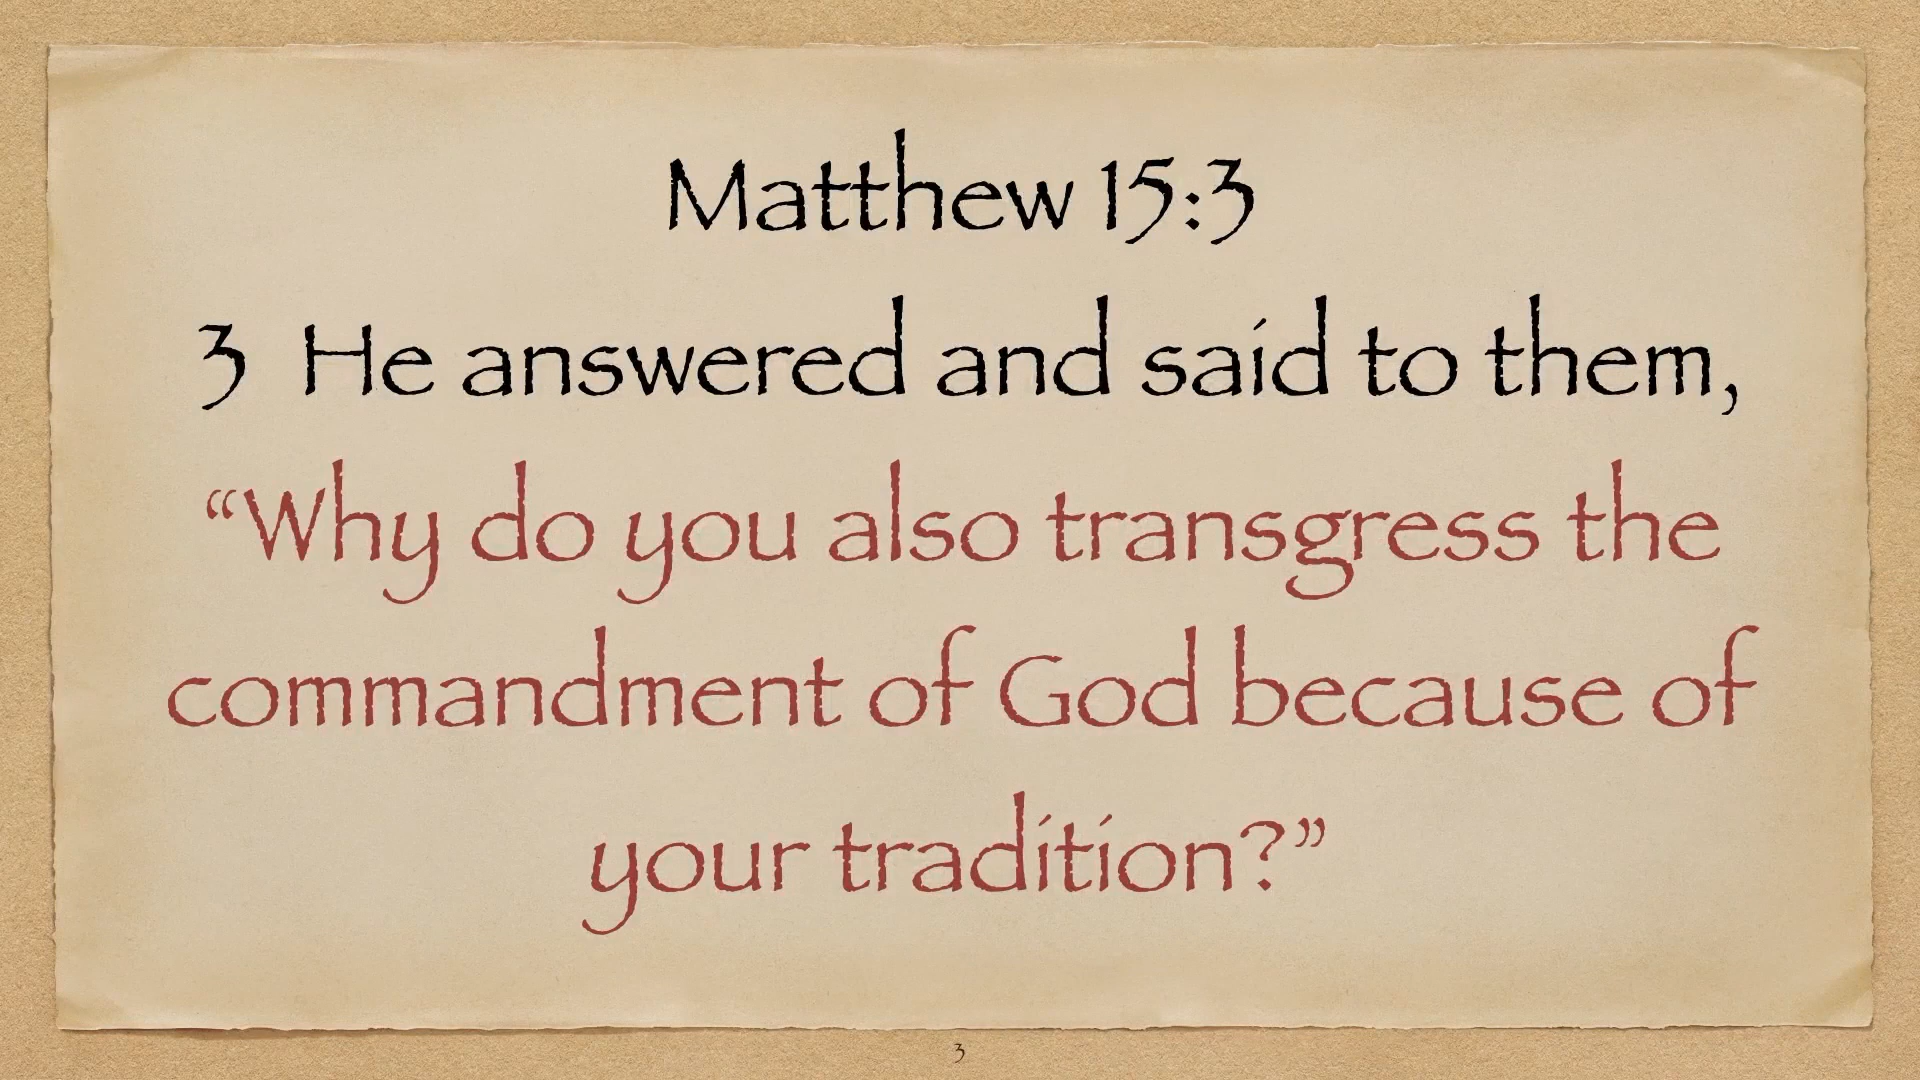 Matthew 15:3
3  He answered and said to them,
“Why do you also transgress the
commandment of God because of
your tradition?”
3